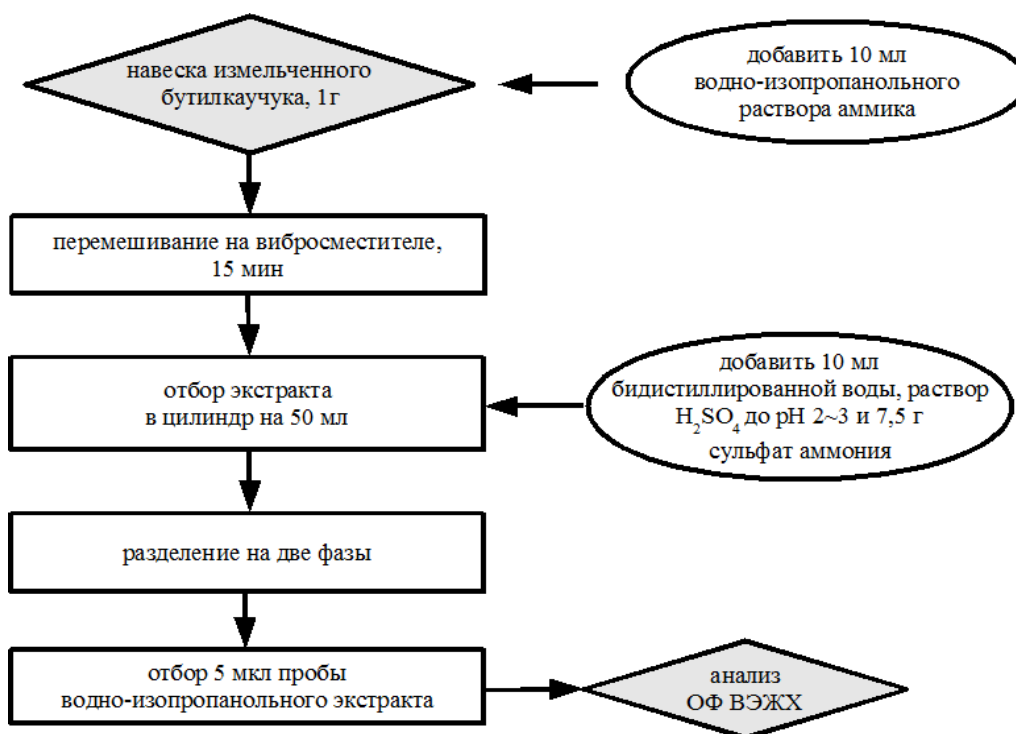 навеска измельченного
бутилкаучука, 1г
добавить 10 мл
водно-изопропанольного
раствора аммика
перемешивание на вибросместителе,
15 мин
отбор экстракта
в цилиндр на 50 мл
добавить 10 мл
бидистиллированной воды, раствор
H₂SO₄ до pH 2~3 и 7,5 г
сульфат аммония
разделение на две фазы
отбор 5 мкл пробы
водно-изопропанольного экстракта
анализ
ОФ ВЭЖХ